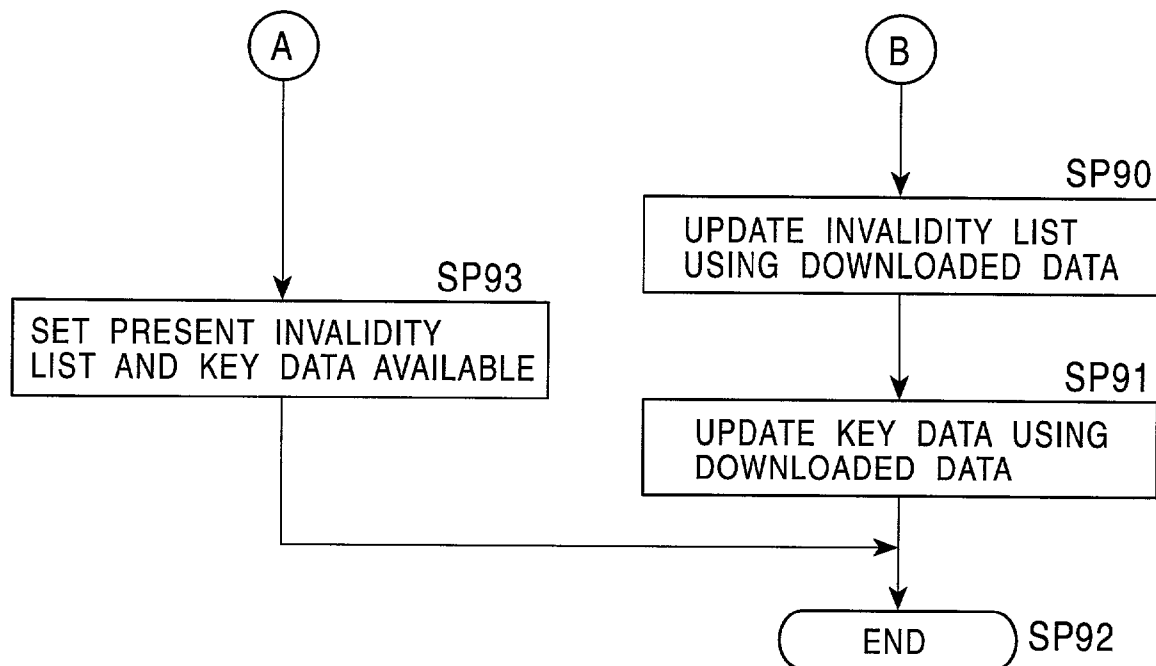 A
B
SP90
UPDATE INVALIDITY LIST
USING DOWNLOADED DATA
SP93
SET PRESENT INVALIDITY
LIST AND KEY DATA AVAILABLE
SP91
UPDATE KEY DATA USING
DOWNLOADED DATA
END
SP92